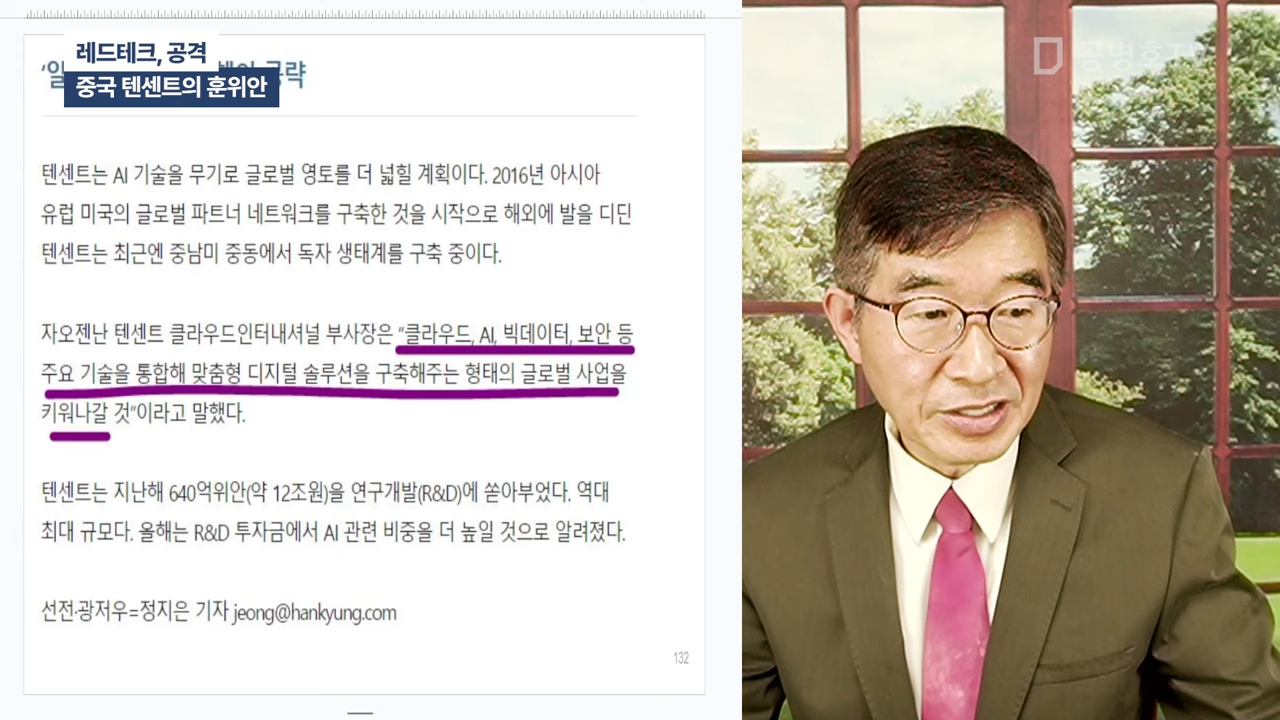 레드테크, 공격
중국 텐센트의 훈위안
텐센트는 AI 기술을 무기로 글로벌 영토를 더 넓힐 계획이다. 2016년 아시아
유럽 미국의 글로벌 파트너 네트워크를 구축한 것을 시작으로 해외에 발을 디딘
텐센트는 최근엔 중남미 중동에서 독자 생태계를 구축 중이다.
자오젠난 텐센트 클라우드인터내셔널 부사장은 “클라우드, AI, 빅데이터, 보안 등
주요 기술을 통합해 맞춤형 디지털 솔루션을 구축해주는 형태의 글로벌 사업을
키워나갈 것”이라고 말했다.
텐센트는 지난해 640억위안(약 12조원)을 연구개발(R&D)에 쏟아부었다. 역대
최대 규모다. 올해는 R&D 투자금에서 AI 관련 비중을 더 높일 것으로 알려졌다.
선전·광저우=정지은 기자 jeong@hankyung.com
132
공병호TV